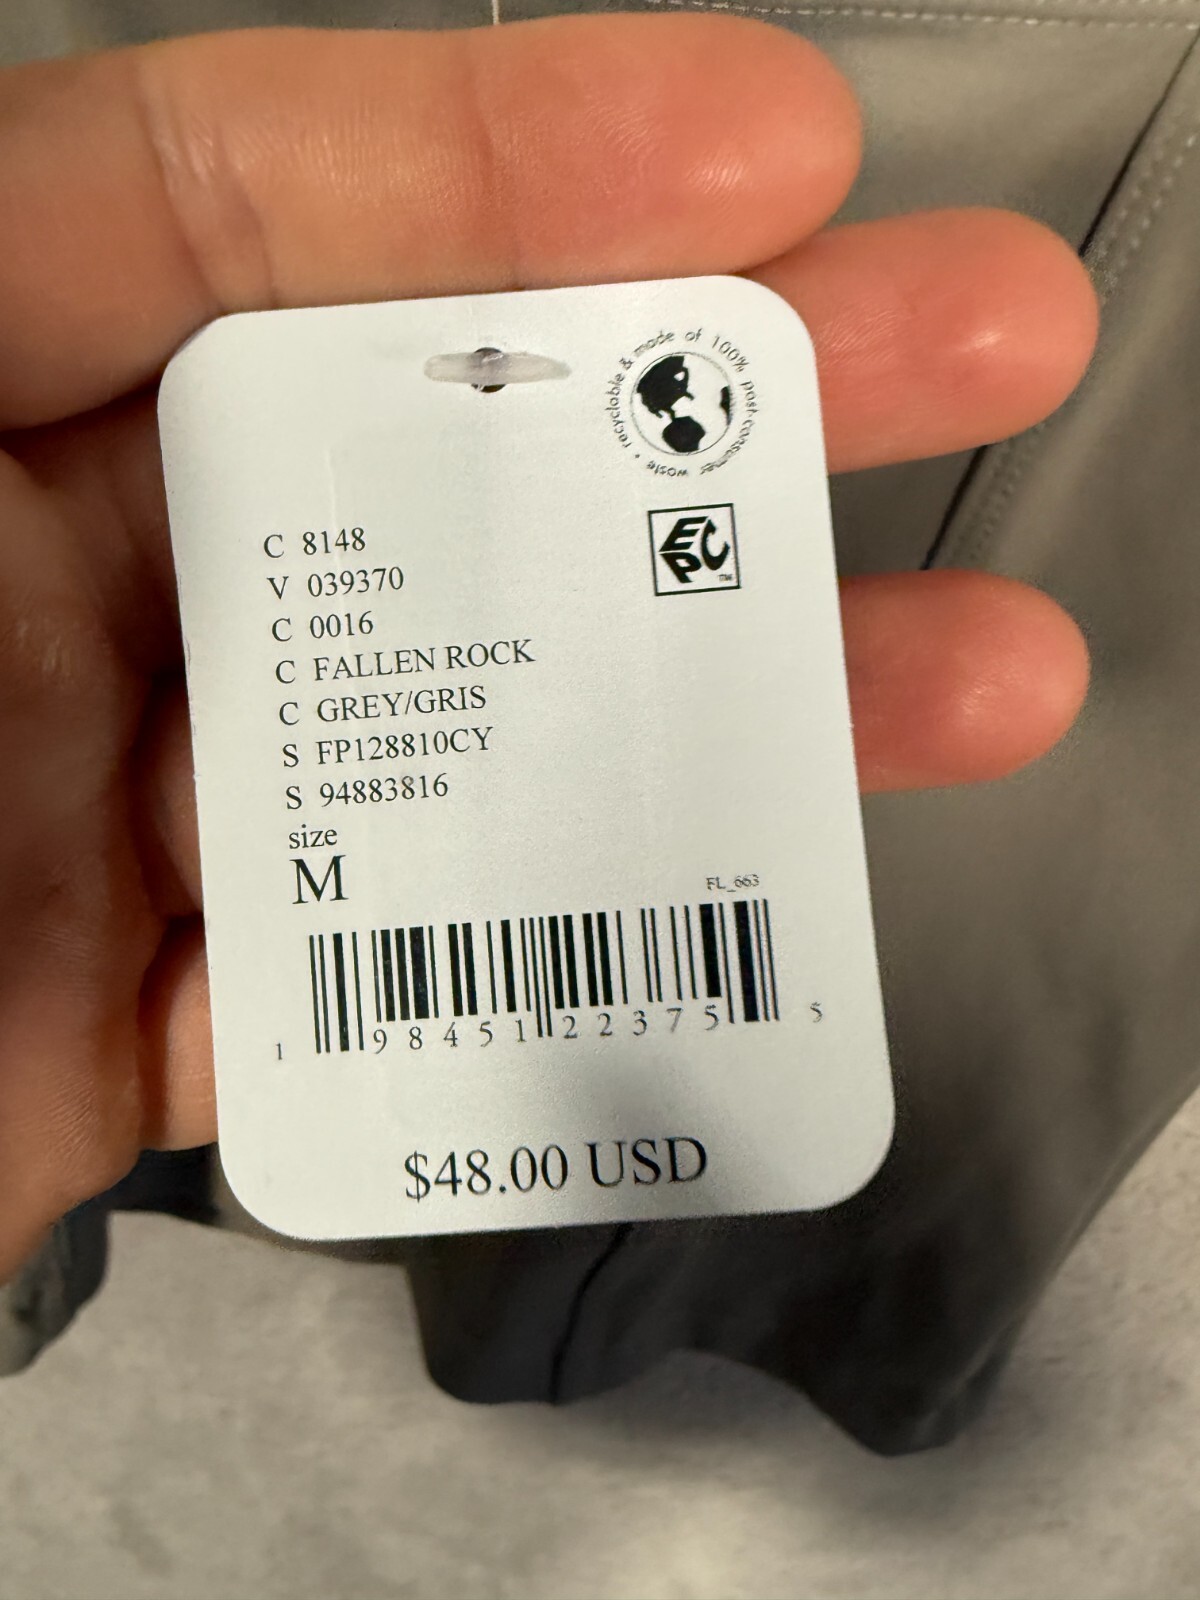 recyclable & made of 100% post-consumer waste •
EPC™
C 8148
V 039370
C 0016
C FALLEN ROCK
C GREY/GRIS
S FP128810CY
S 94883816
size
M
FL_663
1 98451 22375 5
$48.00 USD